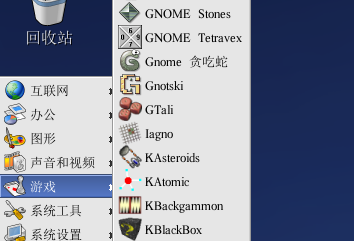 回收站
互联网
办公
图形
声音和视频
游戏
系统工具
系统设置
GNOME Stones
GNOME Tetravex
Gnome 贪吃蛇
Gnotski
GTali
Iagno
KAsteroids
KAtomic
KBackgammon
KBlackBox